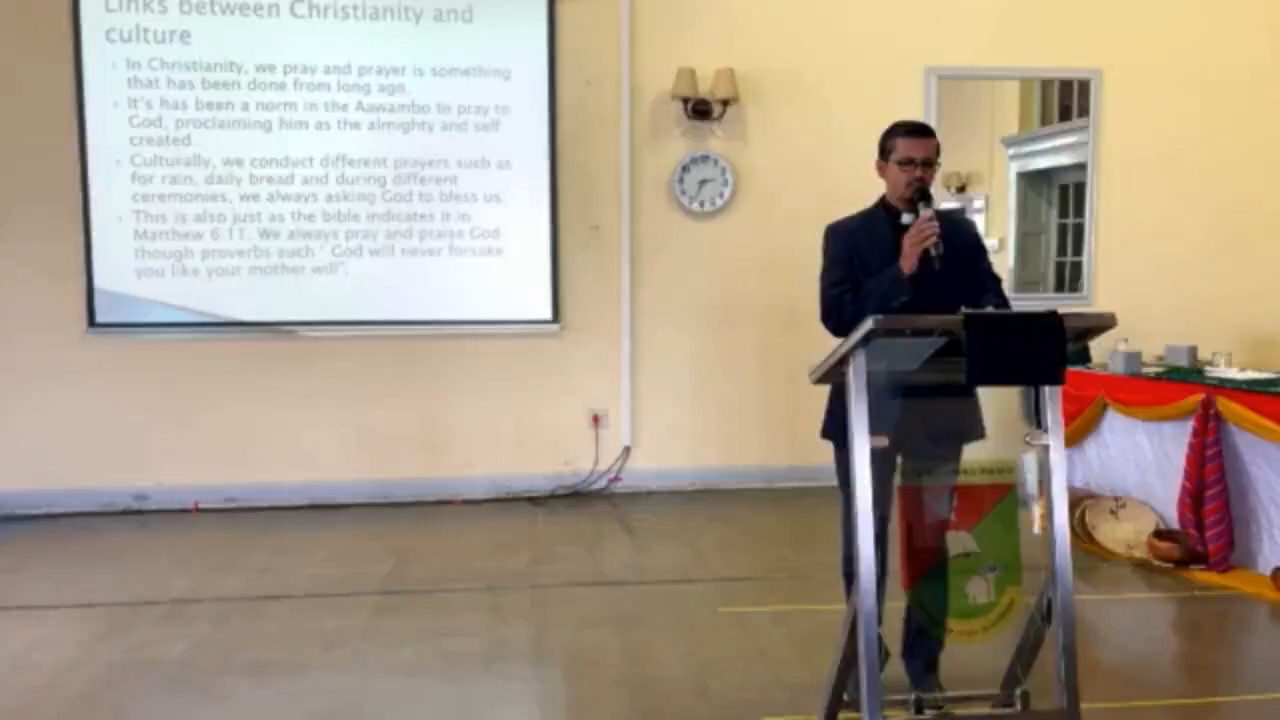 Links between Christianity and
culture
In Christianity, we pray and prayer is something
that has been done from long ago.
It's has been a norm in the Aawambo to pray to
God, proclaiming him as the almighty and self
created.
Culturally, we conduct different prayers such as
for rain, daily bread and during different
ceremonies, we always asking God to bless us.
This is also just as the bible indicates it in
Matthew 6:11. We always pray and praise God
though proverbs such " God will never forsake
you like your mother will".